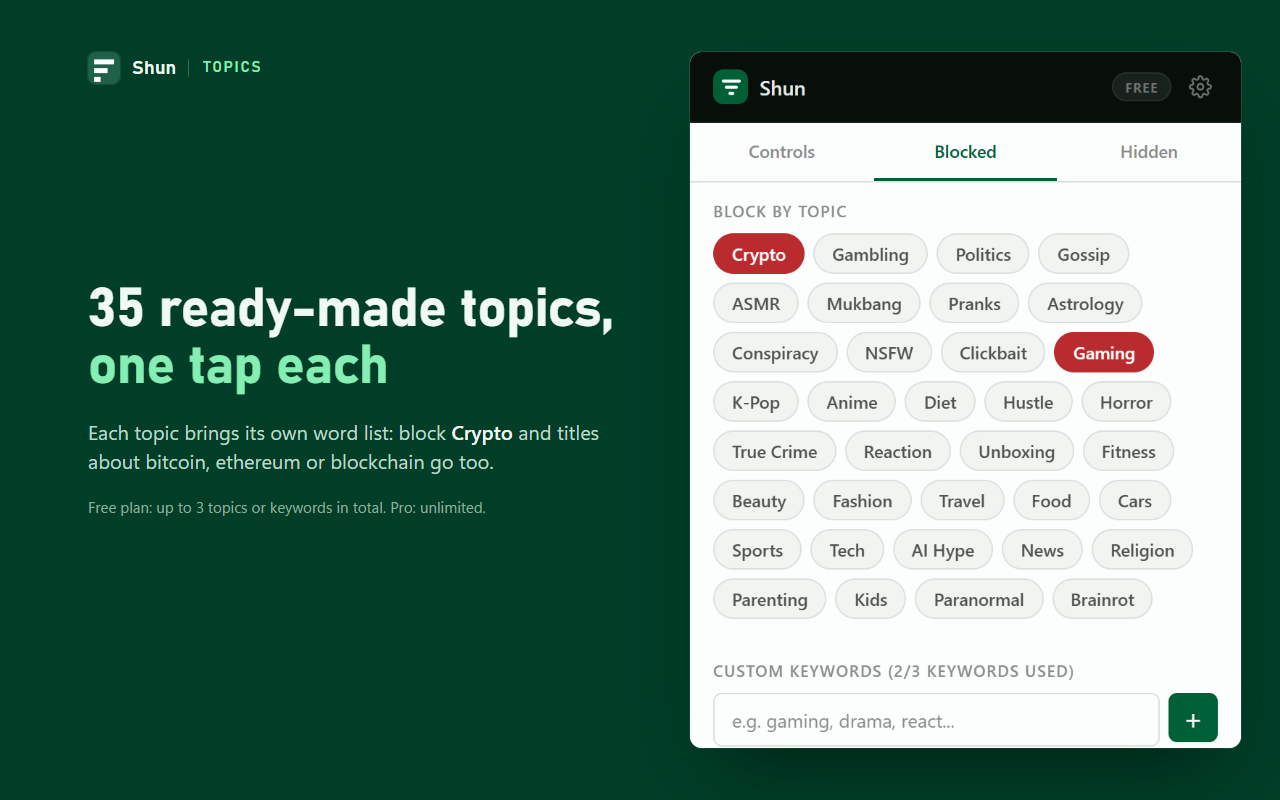 Shun | TOPICS
35 ready-made topics,
one tap each
Each topic brings its own word list: block Crypto and titles
about bitcoin, ethereum or blockchain go too.
Free plan: up to 3 topics or keywords in total. Pro: unlimited.
Shun FREE
Controls Blocked Hidden
BLOCK BY TOPIC
Crypto Gambling Politics Gossip
ASMR Mukbang Pranks Astrology
Conspiracy NSFW Clickbait Gaming
K-Pop Anime Diet Hustle Horror
True Crime Reaction Unboxing Fitness
Beauty Fashion Travel Food Cars
Sports Tech AI Hype News Religion
Parenting Kids Paranormal Brainrot
CUSTOM KEYWORDS (2/3 KEYWORDS USED)
e.g. gaming, drama, react... +